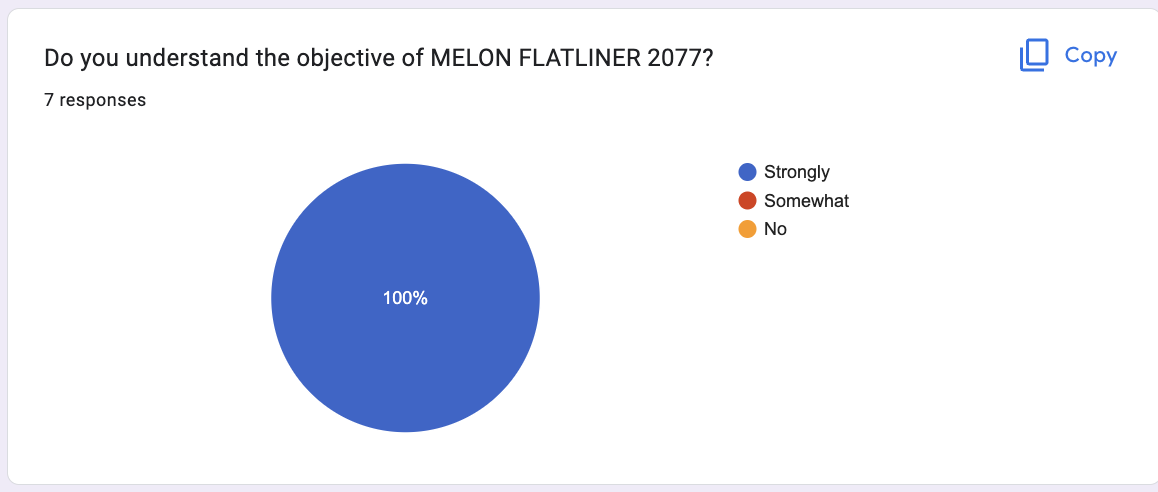 Do you understand the objective of MELON FLATLINER 2077?
Copy
7 responses
100%
Strongly
Somewhat
No